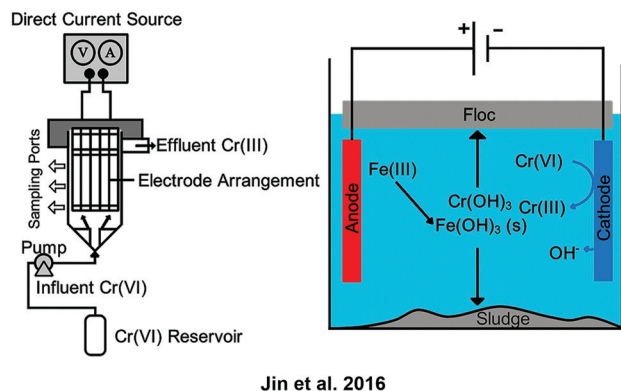 Direct Current Source
V A
Sampling Ports
Effluent Cr(III)
Electrode Arrangement
Pump
Influent Cr(VI)
Cr(VI) Reservoir
+ −
Floc
Anode
Fe(III)
Cr(OH)₃
Fe(OH)₃ (s)
Cr(VI)
Cr(III)
OH⁻
Cathode
Sludge
Jin et al. 2016